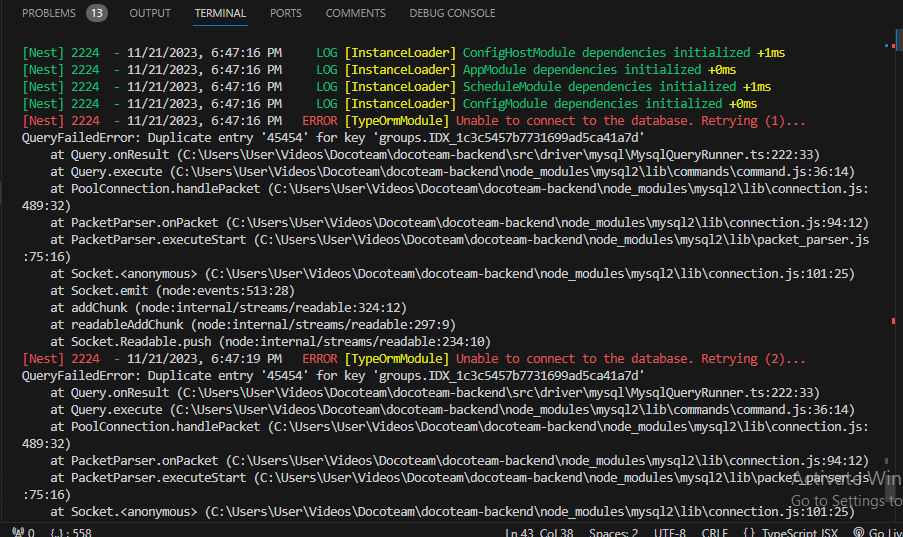 PROBLEMS 13 OUTPUT TERMINAL PORTS COMMENTS DEBUG CONSOLE
[Nest] 2224  - 11/21/2023, 6:47:16 PM     LOG [InstanceLoader] ConfigHostModule dependencies initialized +1ms
[Nest] 2224  - 11/21/2023, 6:47:16 PM     LOG [InstanceLoader] AppModule dependencies initialized +0ms
[Nest] 2224  - 11/21/2023, 6:47:16 PM     LOG [InstanceLoader] ScheduleModule dependencies initialized +1ms
[Nest] 2224  - 11/21/2023, 6:47:16 PM     LOG [InstanceLoader] ConfigModule dependencies initialized +0ms
[Nest] 2224  - 11/21/2023, 6:47:16 PM   ERROR [TypeOrmModule] Unable to connect to the database. Retrying (1)...
QueryFailedError: Duplicate entry '45454' for key 'groups.IDX_1c3c5457b7731699ad5ca41a7d'
    at Query.onResult (C:\Users\User\Videos\Docoteam\docoteam-backend\src\driver\mysql\MysqlQueryRunner.ts:222:33)
    at Query.execute (C:\Users\User\Videos\Docoteam\docoteam-backend\node_modules\mysql2\lib\commands\command.js:36:14)
    at PoolConnection.handlePacket (C:\Users\User\Videos\Docoteam\docoteam-backend\node_modules\mysql2\lib\connection.js:
489:32)
    at PacketParser.onPacket (C:\Users\User\Videos\Docoteam\docoteam-backend\node_modules\mysql2\lib\connection.js:94:12)
    at PacketParser.executeStart (C:\Users\User\Videos\Docoteam\docoteam-backend\node_modules\mysql2\lib\packet_parser.js
:75:16)
    at Socket.<anonymous> (C:\Users\User\Videos\Docoteam\docoteam-backend\node_modules\mysql2\lib\connection.js:101:25)
    at Socket.emit (node:events:513:28)
    at addChunk (node:internal/streams/readable:324:12)
    at readableAddChunk (node:internal/streams/readable:297:9)
    at Socket.Readable.push (node:internal/streams/readable:234:10)
[Nest] 2224  - 11/21/2023, 6:47:19 PM   ERROR [TypeOrmModule] Unable to connect to the database. Retrying (2)...
QueryFailedError: Duplicate entry '45454' for key 'groups.IDX_1c3c5457b7731699ad5ca41a7d'
    at Query.onResult (C:\Users\User\Videos\Docoteam\docoteam-backend\src\driver\mysql\MysqlQueryRunner.ts:222:33)
    at Query.execute (C:\Users\User\Videos\Docoteam\docoteam-backend\node_modules\mysql2\lib\commands\command.js:36:14)
    at PoolConnection.handlePacket (C:\Users\User\Videos\Docoteam\docoteam-backend\node_modules\mysql2\lib\connection.js:
489:32)
    at PacketParser.onPacket (C:\Users\User\Videos\Docoteam\docoteam-backend\node_modules\mysql2\lib\connection.js:94:12)
    at PacketParser.executeStart (C:\Users\User\Videos\Docoteam\docoteam-backend\node_modules\mysql2\lib\packet_parser.js
:75:16)
    at Socket.<anonymous> (C:\Users\User\Videos\Docoteam\docoteam-backend\node_modules\mysql2\lib\connection.js:101:25)
Activate Win
Go to Settings to
0 {..}: 558 Ln 43, Col 38 Spaces: 2 UTF-8 CRLF { } TypeScript JSX Go Liv